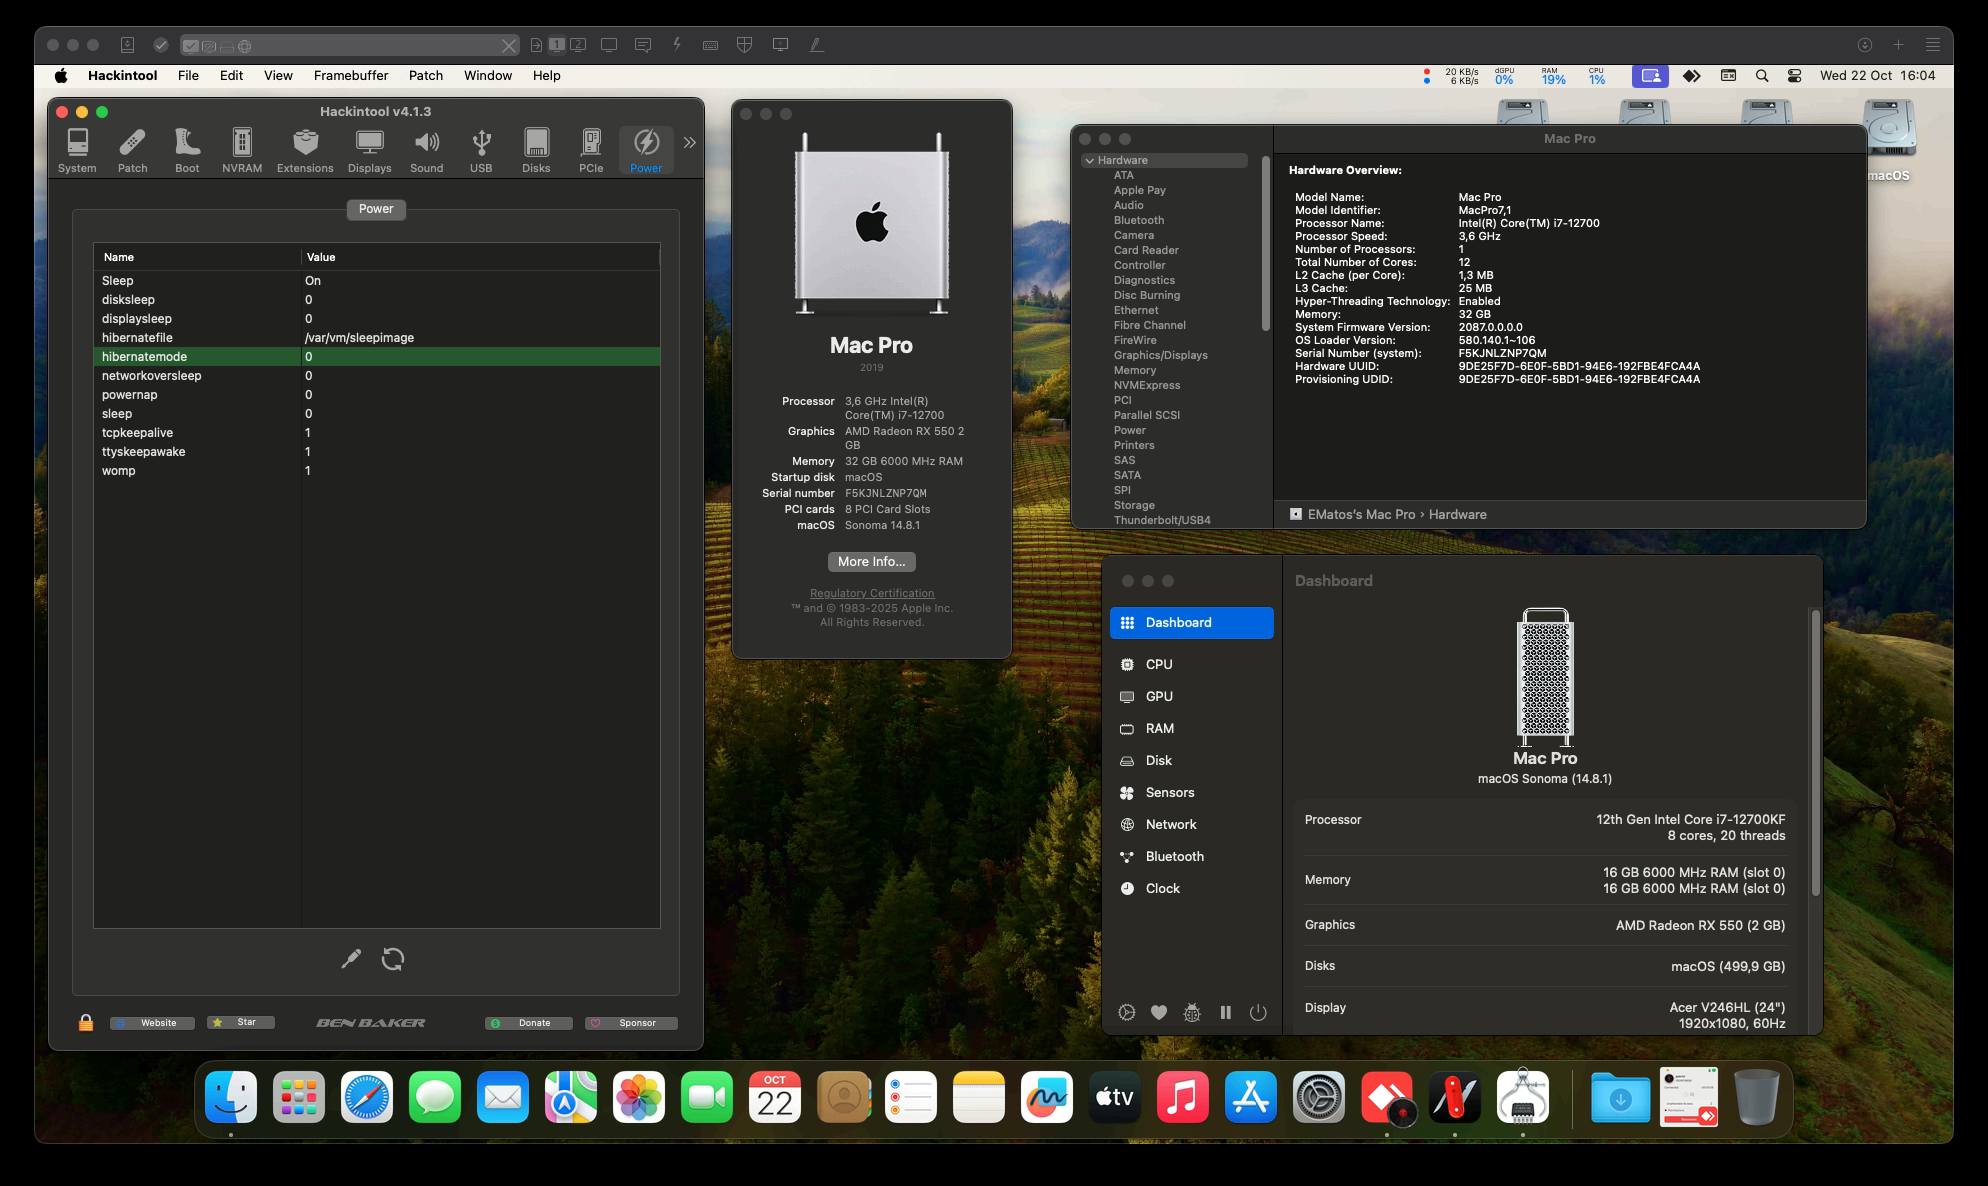 1 2
Hackintool File Edit View Framebuffer Patch Window Help
20 KB/s
6 KB/s
dGPU
0%
RAM
19%
CPU
1%
Wed 22 Oct 16:04
Hackintool v4.1.3
System Patch Boot NVRAM Extensions Displays Sound USB Disks PCIe Power
Power
Name Value
Sleep On
disksleep 0
displaysleep 0
hibernatefile /var/vm/sleepimage
hibernatemode 0
networkoversleep 0
powernap 0
sleep 0
tcpkeepalive 1
ttyskeepawake 1
womp 1
Website Star BEN BAKER Donate Sponsor
Mac Pro
2019
Processor 3,6 GHz Intel(R)
Core(TM) i7-12700
Graphics AMD Radeon RX 550 2
GB
Memory 32 GB 6000 MHz RAM
Startup disk macOS
Serial number F5KJNLZNP7QM
PCI cards 8 PCI Card Slots
macOS Sonoma 14.8.1
More Info...
Regulatory Certification
™ and © 1983-2025 Apple Inc.
All Rights Reserved.
macOS
Mac Pro
Hardware
ATA
Apple Pay
Audio
Bluetooth
Camera
Card Reader
Controller
Diagnostics
Disc Burning
Ethernet
Fibre Channel
FireWire
Graphics/Displays
Memory
NVMExpress
PCI
Parallel SCSI
Power
Printers
SAS
SATA
SPI
Storage
Thunderbolt/USB4
Hardware Overview:
Model Name: Mac Pro
Model Identifier: MacPro7,1
Processor Name: Intel(R) Core(TM) i7-12700
Processor Speed: 3,6 GHz
Number of Processors: 1
Total Number of Cores: 12
L2 Cache (per Core): 1,3 MB
L3 Cache: 25 MB
Hyper-Threading Technology: Enabled
Memory: 32 GB
System Firmware Version: 2087.0.0.0.0
OS Loader Version: 580.140.1~106
Serial Number (system): F5KJNLZNP7QM
Hardware UUID: 9DE25F7D-6E0F-5BD1-94E6-192FBE4FCA4A
Provisioning UDID: 9DE25F7D-6E0F-5BD1-94E6-192FBE4FCA4A
EMatos's Mac Pro › Hardware
Dashboard
Dashboard
CPU
GPU
RAM
Disk
Sensors
Network
Bluetooth
Clock
Mac Pro
macOS Sonoma (14.8.1)
Processor 12th Gen Intel Core i7-12700KF
8 cores, 20 threads
Memory 16 GB 6000 MHz RAM (slot 0)
16 GB 6000 MHz RAM (slot 0)
Graphics AMD Radeon RX 550 (2 GB)
Disks macOS (499,9 GB)
Display Acer V246HL (24")
1920x1080, 60Hz
OCT
22
tv